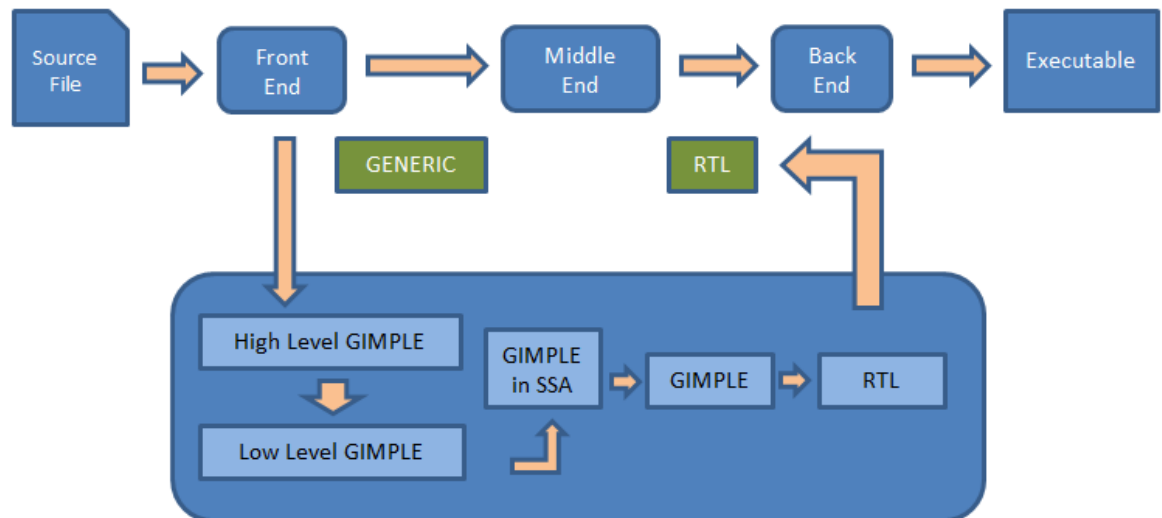 Source
File
Front
End
Middle
End
Back
End
Executable
GENERIC
RTL
High Level GIMPLE
Low Level GIMPLE
GIMPLE
in SSA
GIMPLE
RTL